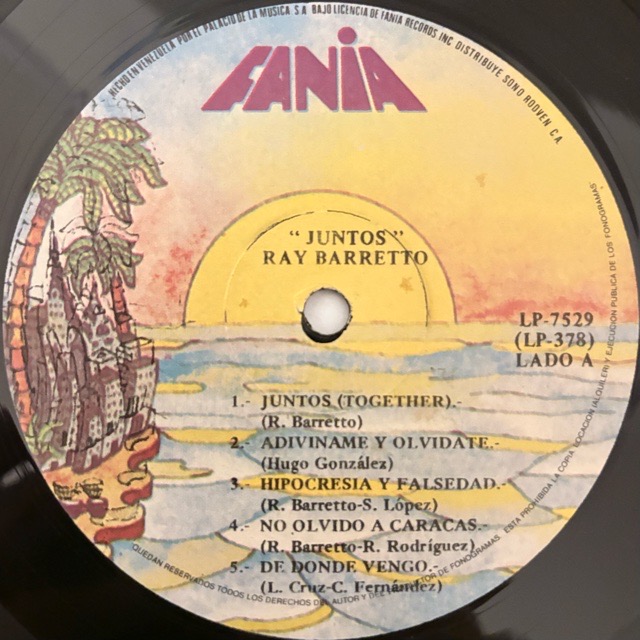 HECHO EN VENEZUELA POR EL PALACIO DE LA MUSICA S A BAJO LICENCIA DE FANIA RECORDS INC DISTRIBUYE SONO RODVEN C A
FANIA
"JUNTOS"
RAY BARRETTO
LP-7529
(LP-378)
LADO A
1.- JUNTOS (TOGETHER).-
(R. Barretto)
2.- ADIVINAME Y OLVIDATE.-
(Hugo González)
3.- HIPOCRESIA Y FALSEDAD.-
(R. Barretto-S. López)
4.- NO OLVIDO A CARACAS.-
(R. Barretto-R. Rodríguez)
5.- DE DONDE VENGO.-
(L. Cruz-C. Fernández)
QUEDAN RESERVADOS TODOS LOS DERECHOS DEL AUTOR Y DEL PRODUCTOR DE FONOGRAMAS. ESTA PROHIBIDA LA COPIA, LOCACION (ALQUILER) Y EJECUCION PUBLICA DE LOS FONOGRAMAS